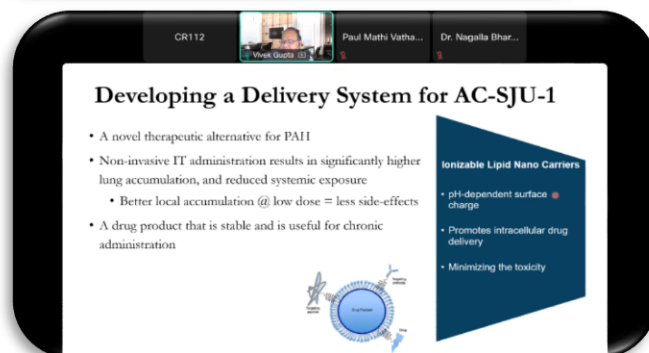 CR112
Vivek Gupta
Paul Mathi Vatha...
Dr. Nagalla Bhar...
Developing a Delivery System for AC-SJU-1
• A novel therapeutic alternative for PAH
• Non-invasive IT administration results in significantly higher
lung accumulation, and reduced systemic exposure
• Better local accumulation @ low dose = less side-effects
• A drug product that is stable and is useful for chronic
administration
Ionizable Lipid Nano Carriers
• pH-dependent surface
charge
• Promotes intracellular drug
delivery
• Minimizing the toxicity
Drug